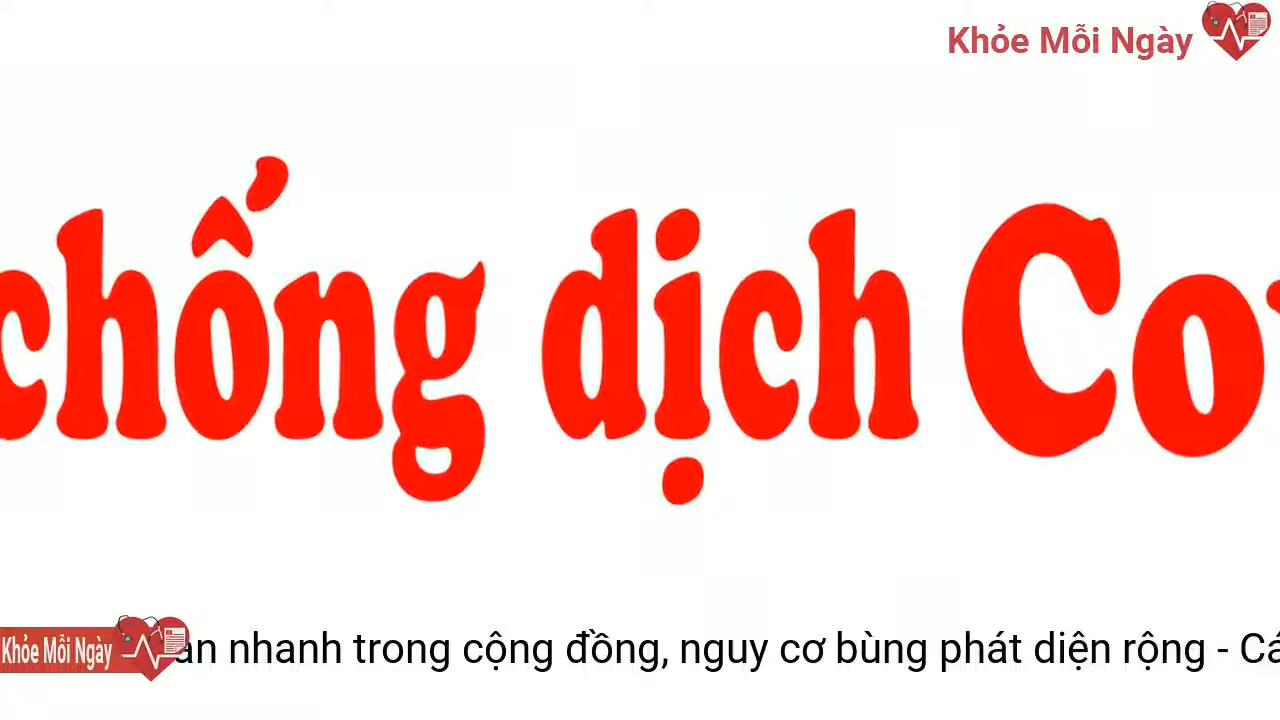 Khỏe Mỗi Ngày
chống dịch Co
Khỏe Mỗi Ngày
an nhanh trong cộng đồng, nguy cơ bùng phát diện rộng - Cá